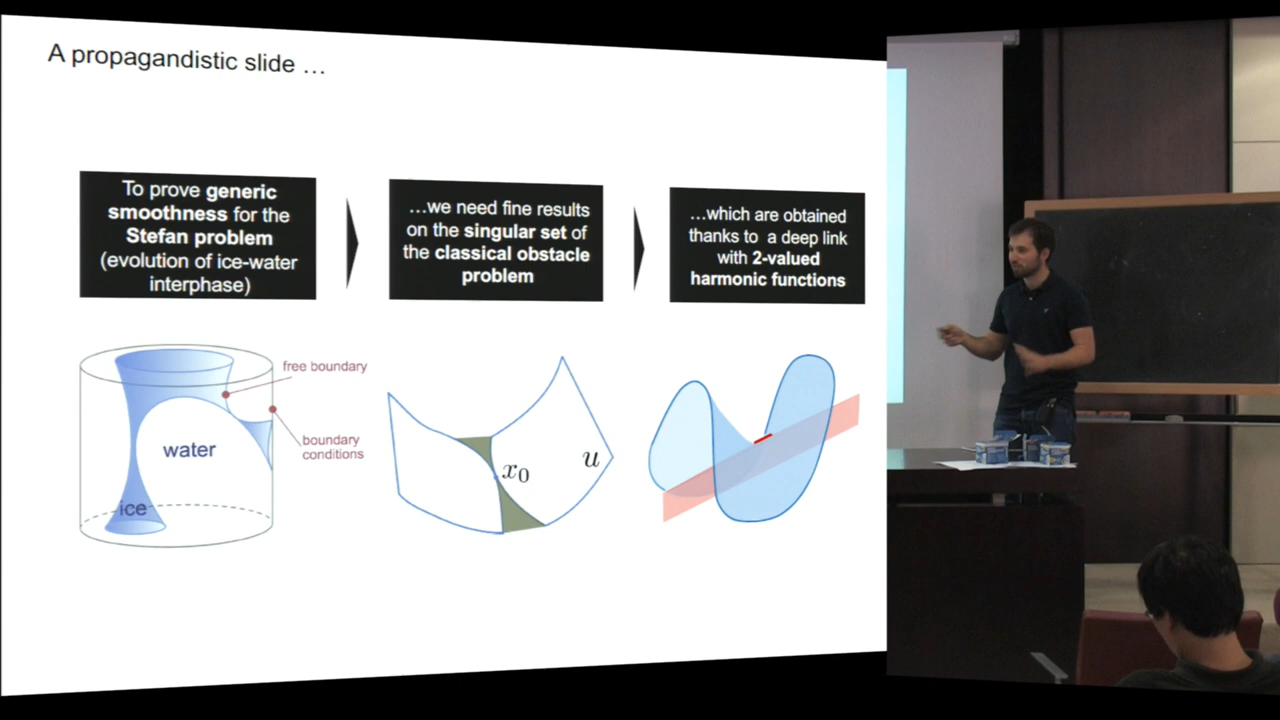 A propagandistic slide …
To prove generic
smoothness for the
Stefan problem
(evolution of ice-water
interphase)
…we need fine results
on the singular set of
the classical obstacle
problem
…which are obtained
thanks to a deep link
with 2-valued
harmonic functions
free boundary
water
boundary
conditions
ice
x₀
u